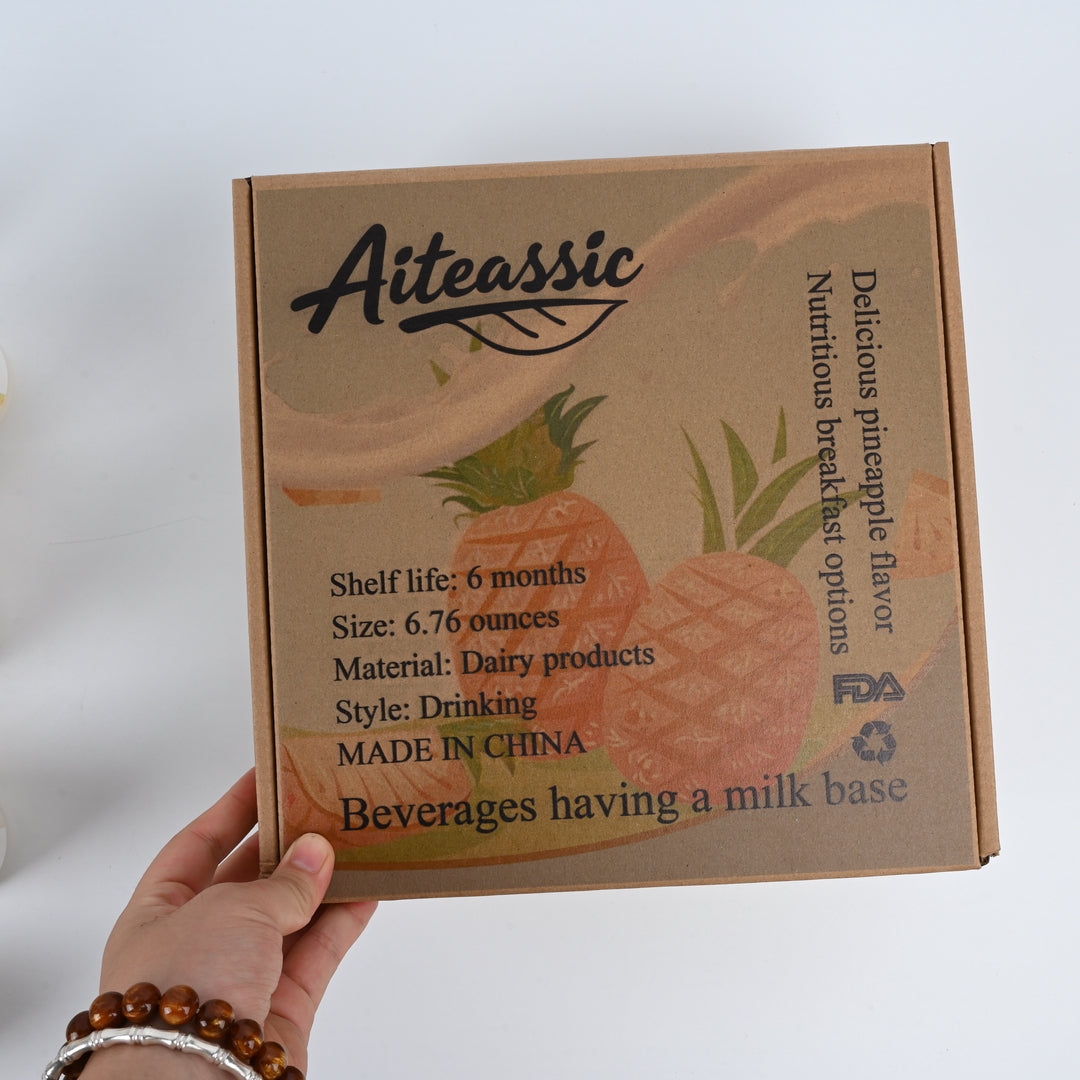 Aiteassic
Delicious pineapple flavor
Nutritious breakfast options
Shelf life: 6 months
Size: 6.76 ounces
Material: Dairy products
Style: Drinking
MADE IN CHINA
FDA
Beverages having a milk base